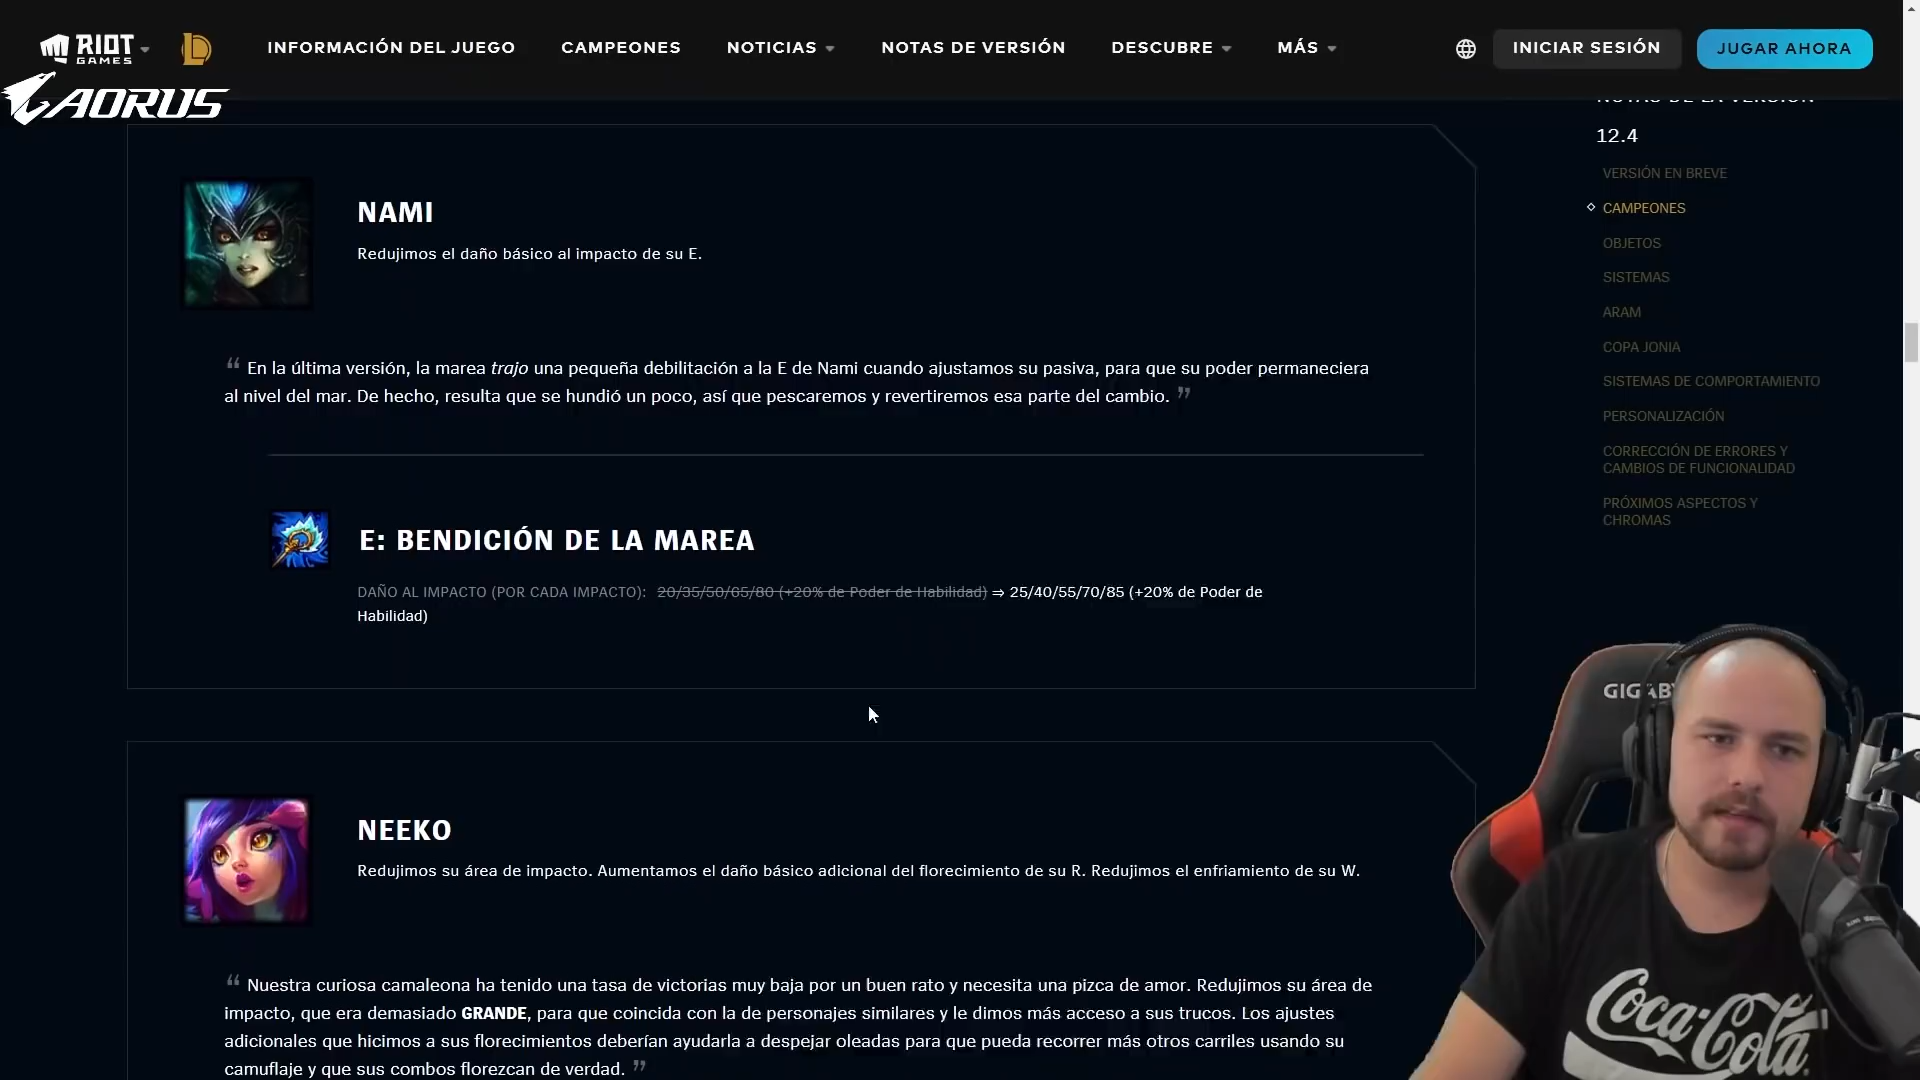 RIOT
GAMES
INFORMACIÓN DEL JUEGO
CAMPEONES
NOTICIAS
NOTAS DE VERSIÓN
DESCUBRE
MÁS
INICIAR SESIÓN
JUGAR AHORA
AORUS
NOTAS DE LA VERSIÓN
12.4
VERSIÓN EN BREVE
CAMPEONES
OBJETOS
SISTEMAS
ARAM
COPA JONIA
SISTEMAS DE COMPORTAMIENTO
PERSONALIZACIÓN
CORRECCIÓN DE ERRORES Y
CAMBIOS DE FUNCIONALIDAD
PRÓXIMOS ASPECTOS Y
CHROMAS
NAMI
Redujimos el daño básico al impacto de su E.
“ En la última versión, la marea trajo una pequeña debilitación a la E de Nami cuando ajustamos su pasiva, para que su poder permaneciera
al nivel del mar. De hecho, resulta que se hundió un poco, así que pescaremos y revertiremos esa parte del cambio. ”
E: BENDICIÓN DE LA MAREA
DAÑO AL IMPACTO (POR CADA IMPACTO): 20/35/50/65/80 (+20% de Poder de Habilidad) ⇒ 25/40/55/70/85 (+20% de Poder de
Habilidad)
NEEKO
Redujimos su área de impacto. Aumentamos el daño básico adicional del florecimiento de su R. Redujimos el enfriamiento de su W.
“ Nuestra curiosa camaleona ha tenido una tasa de victorias muy baja por un buen rato y necesita una pizca de amor. Redujimos su área de
impacto, que era demasiado GRANDE, para que coincida con la de personajes similares y le dimos más acceso a sus trucos. Los ajustes
adicionales que hicimos a sus florecimientos deberían ayudarla a despejar oleadas para que pueda recorrer más otros carriles usando su
camuflaje y que sus combos florezcan de verdad. ”
GIGABY
Coca-Cola